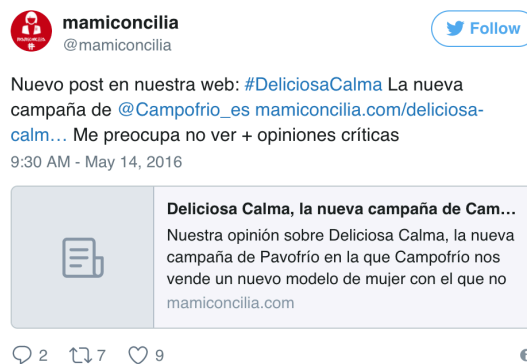 mamiconcilia
@mamiconcilia
Follow
Nuevo post en nuestra web: #DeliciosaCalma La nueva
campaña de @Campofrio_es mamiconcilia.com/deliciosa-
calm… Me preocupa no ver + opiniones críticas
9:30 AM - May 14, 2016
Deliciosa Calma, la nueva campaña de Cam…
Nuestra opinión sobre Deliciosa Calma, la nueva
campaña de Pavofrío en la que Campofrío nos
vende un nuevo modelo de mujer con el que no
mamiconcilia.com
2 7 9